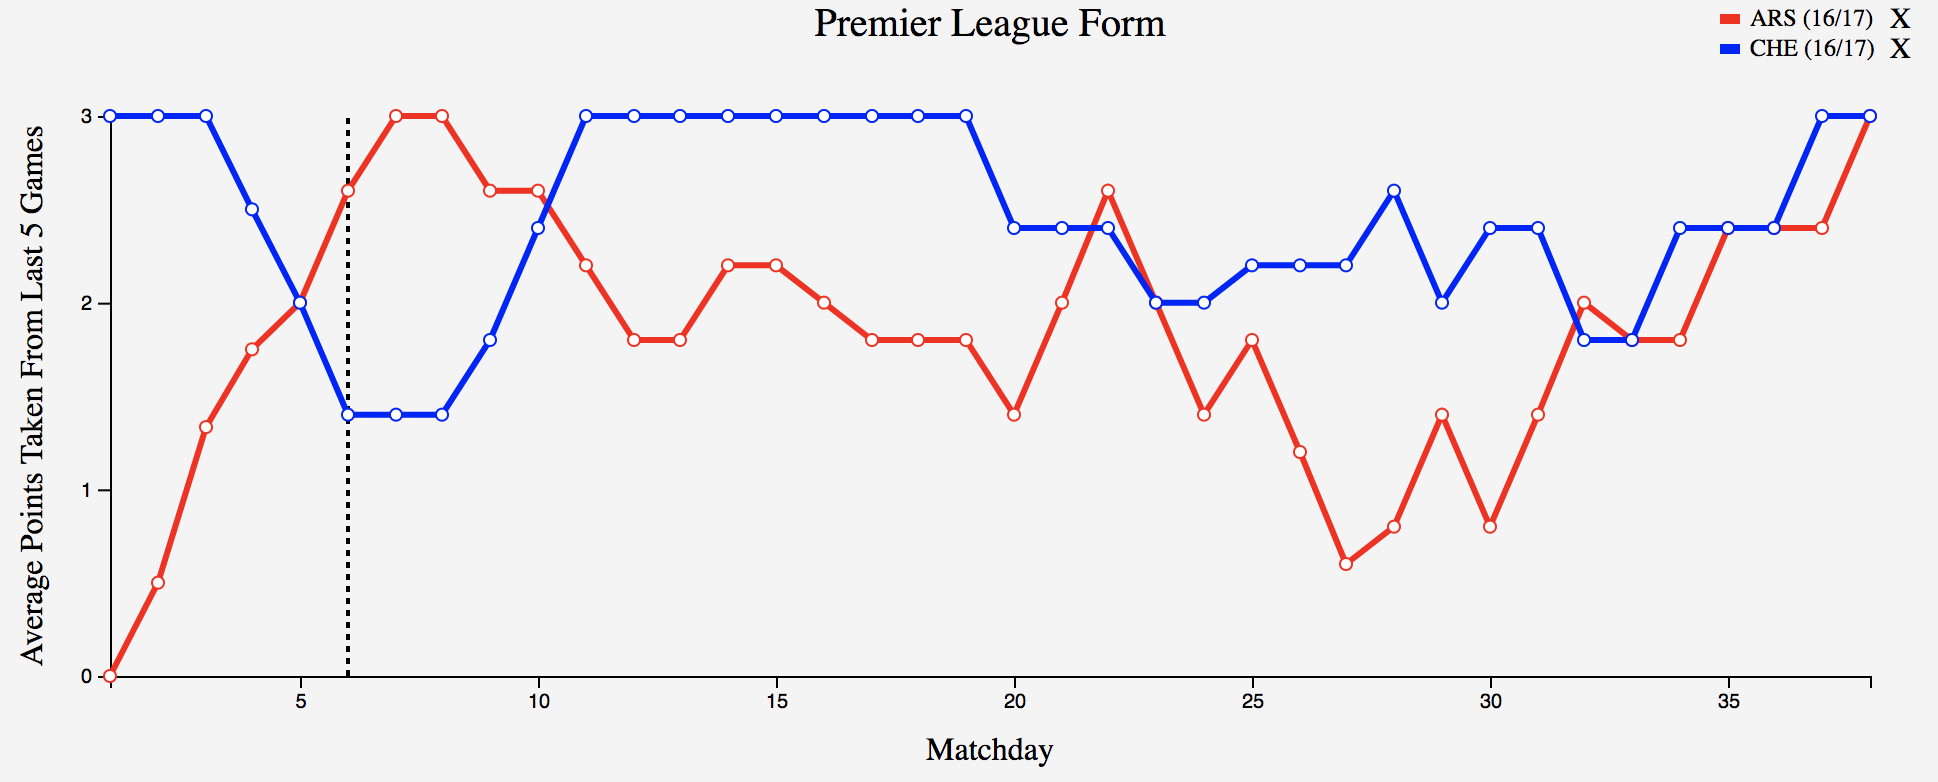 Premier League Form
ARS (16/17) X
CHE (16/17) X
Average Points Taken From Last 5 Games
3
2
1
0
5 10 15 20 25 30 35
Matchday